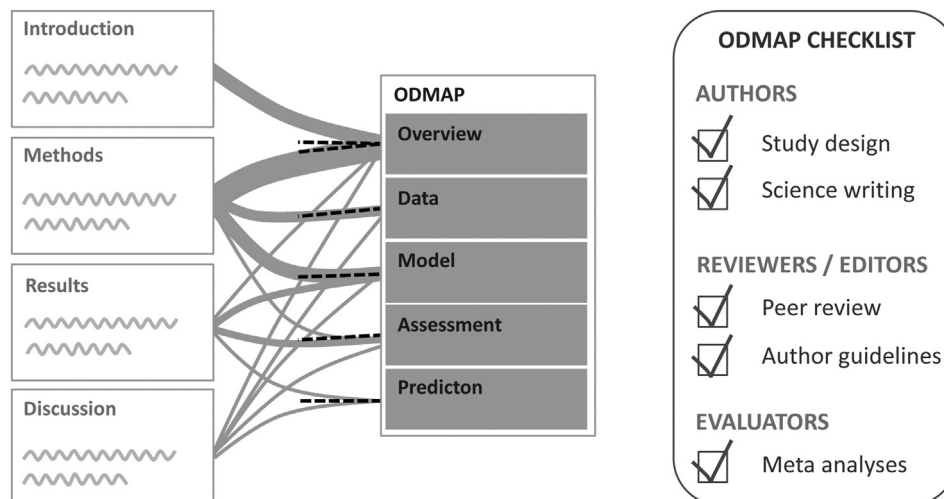 Introduction
Methods
Results
Discussion
ODMAP
Overview
Data
Model
Assessment
Predicton
ODMAP CHECKLIST
AUTHORS
Study design
Science writing
REVIEWERS / EDITORS
Peer review
Author guidelines
EVALUATORS
Meta analyses